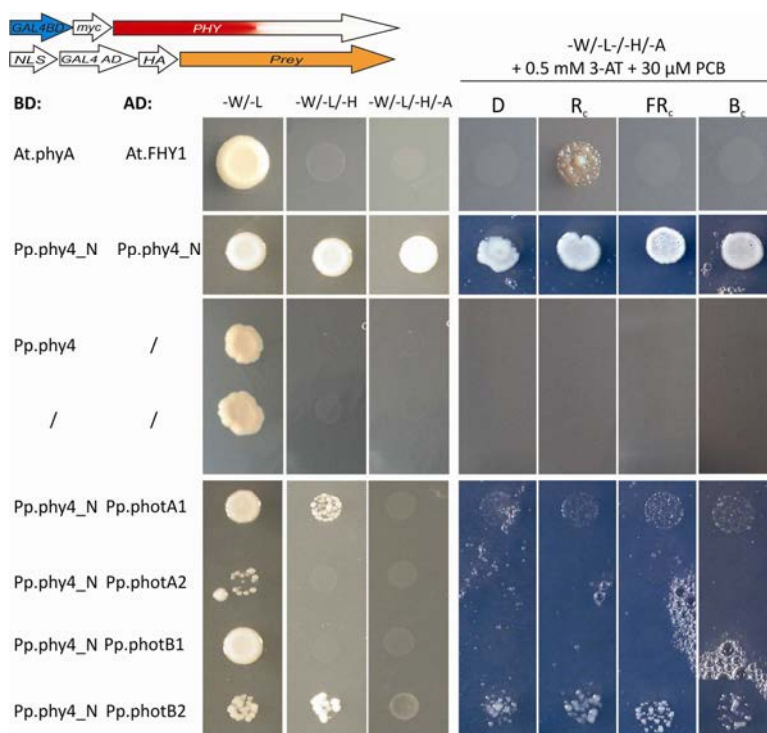 GAL4BD myc PHY
NLS GAL4 AD HA Prey
-W/-L-/-H/-A
+ 0.5 mM 3-AT + 30 µM PCB
BD: AD: -W/-L -W/-L/-H -W/-L/-H/-A D Rc FRc Bc
At.phyA At.FHY1
Pp.phy4_N Pp.phy4_N
Pp.phy4 /
/ /
Pp.phy4_N Pp.photA1
Pp.phy4_N Pp.photA2
Pp.phy4_N Pp.photB1
Pp.phy4_N Pp.photB2